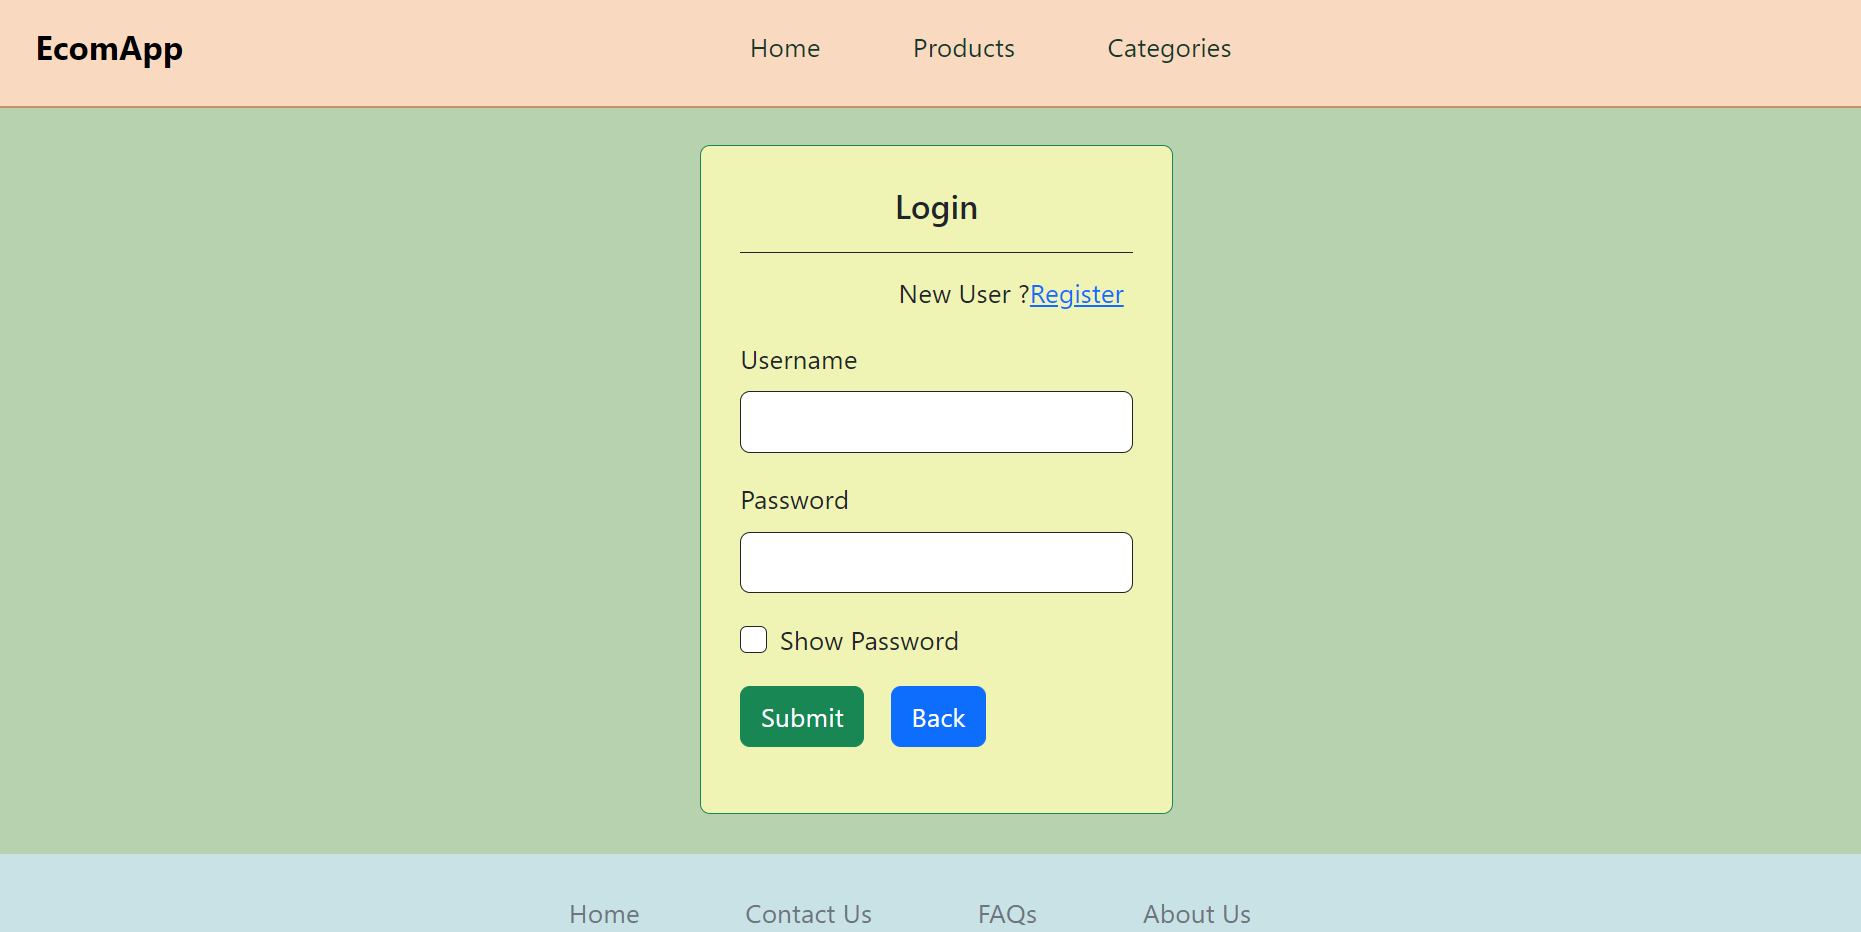 EcomApp Home Products Categories
Login
New User ?Register
Username
Password
Show Password
Submit Back
Home Contact Us FAQs About Us